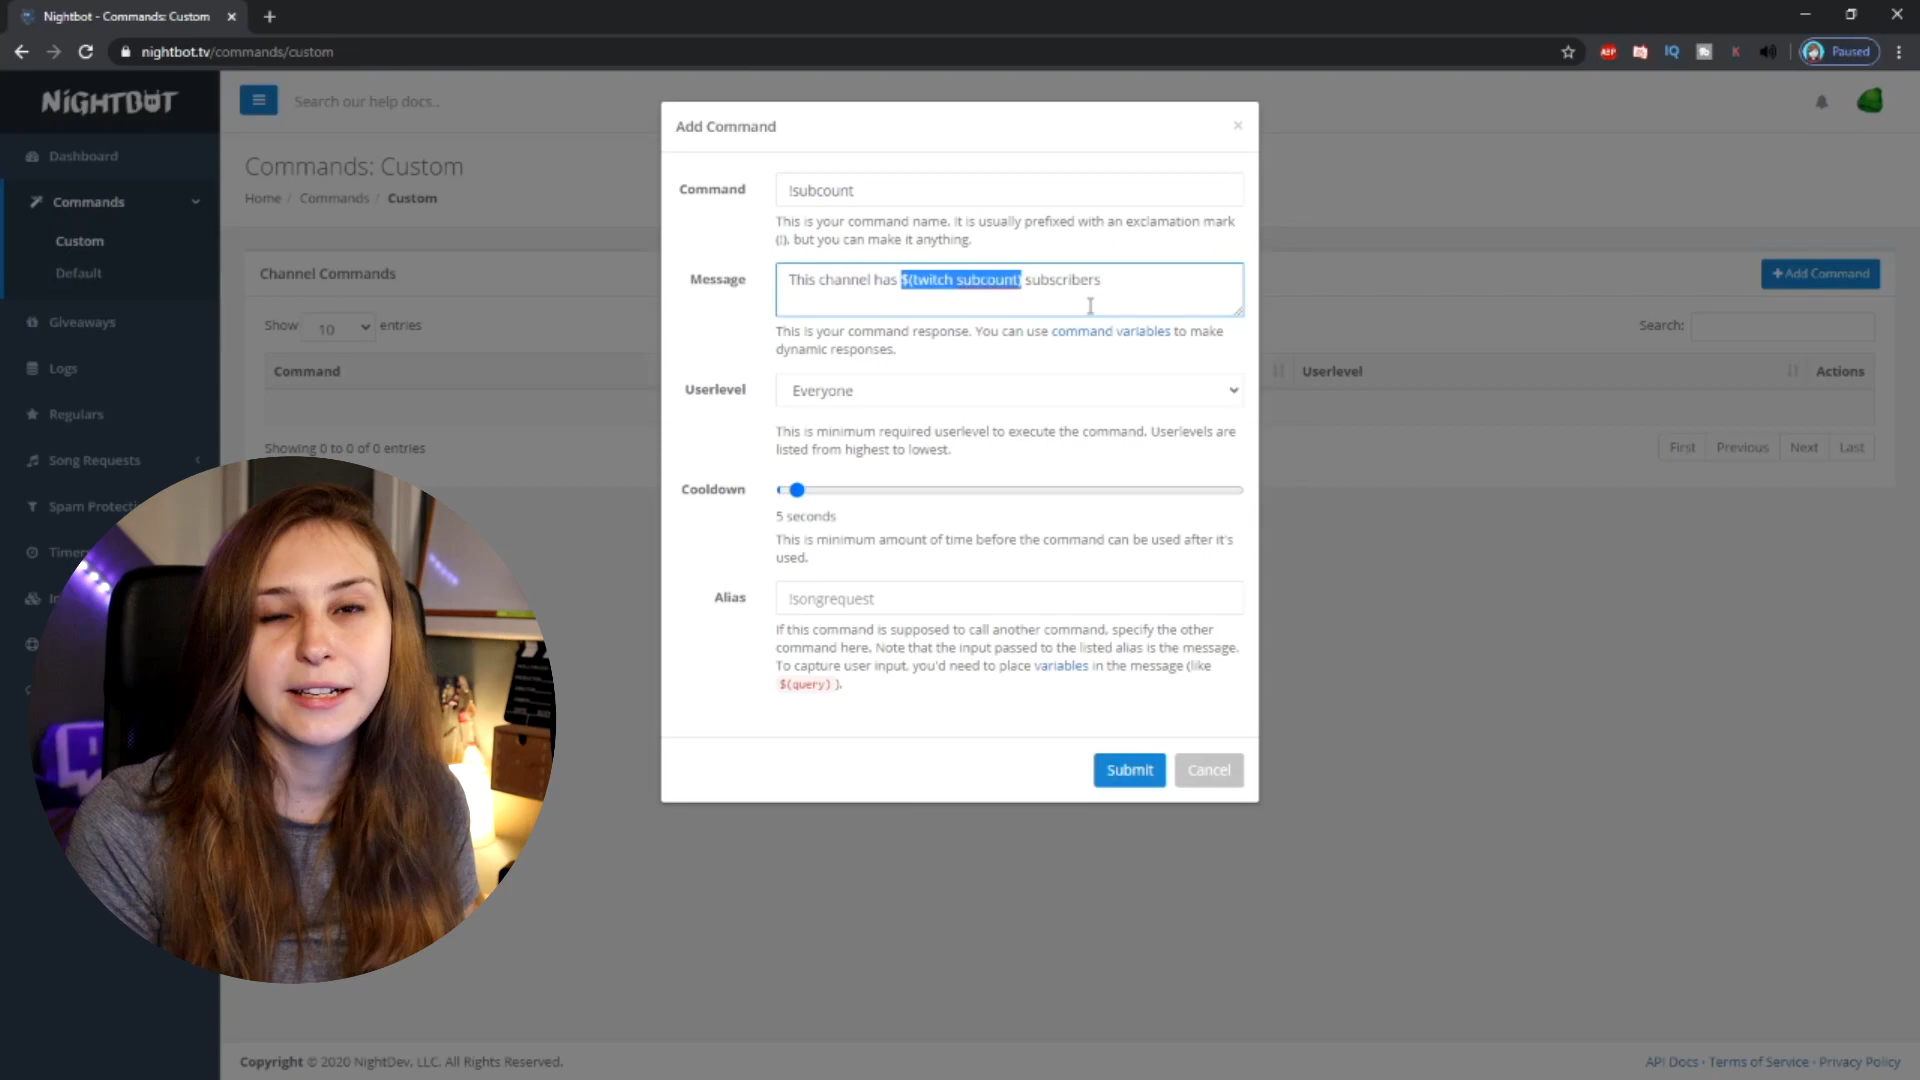 Nightbot - Commands: Custom
nightbot.tv/commands/custom
ABP
IQ
K
Paused
NIGHTBOT
Search our help docs..
Dashboard
Commands
Custom
Default
Giveaways
Logs
Regulars
Song Requests
Spam Protecti
Timer
Commands: Custom
Home / Commands / Custom
Channel Commands
+Add Command
Show 10 entries
Search:
Command
Userlevel
Actions
Showing 0 to 0 of 0 entries
First Previous Next Last
Add Command
×
Command
!subcount
This is your command name. It is usually prefixed with an exclamation mark
(!), but you can make it anything.
Message
This channel has $(twitch subcount) subscribers
This is your command response. You can use command variables to make
dynamic responses.
Userlevel
Everyone
This is minimum required userlevel to execute the command. Userlevels are
listed from highest to lowest.
Cooldown
5 seconds
This is minimum amount of time before the command can be used after it's
used.
Alias
!songrequest
If this command is supposed to call another command, specify the other
command here. Note that the input passed to the listed alias is the message.
To capture user input, you'd need to place variables in the message (like
$(query) ).
Submit
Cancel
Copyright © 2020 NightDev, LLC. All Rights Reserved.
API Docs · Terms of Service · Privacy Policy